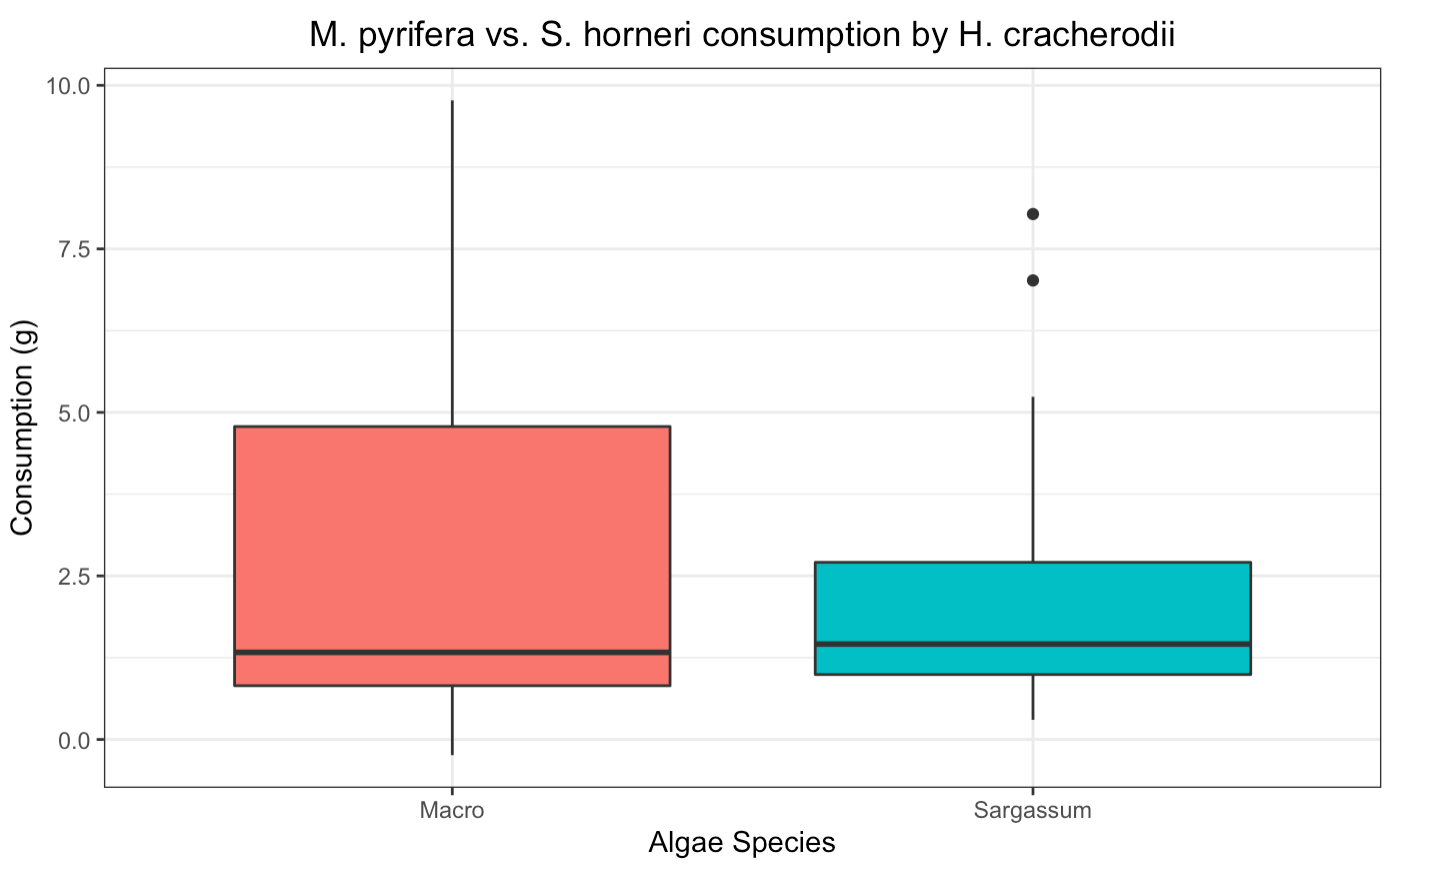 M. pyrifera vs. S. horneri consumption by H. cracherodii
Consumption (g)
10.0
7.5
5.0
2.5
0.0
Macro Sargassum
Algae Species